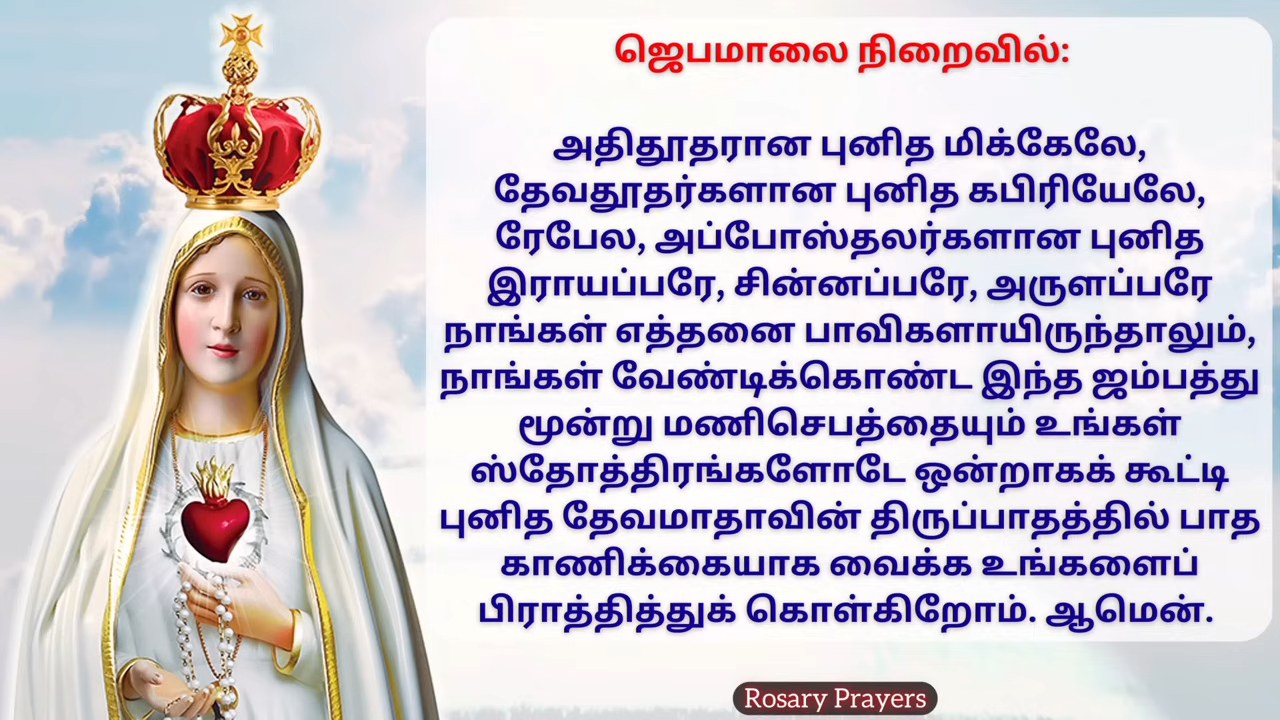 ஜெபமாலை நிறைவில்:
அதிதூதரான புனித மிக்கேலே,
தேவதூதர்களான புனித கபிரியேலே,
ரேபேல, அப்போஸ்தலர்களான புனித
இராயப்பரே, சின்னப்பரே, அருளப்பரே
நாங்கள் எத்தனை பாவிகளாயிருந்தாலும்,
நாங்கள் வேண்டிக்கொண்ட இந்த ஜம்பத்து
மூன்று மணிசெபத்தையும் உங்கள்
ஸ்தோத்திரங்களோடே ஒன்றாகக் கூட்டி
புனித தேவமாதாவின் திருப்பாதத்தில் பாத
காணிக்கையாக வைக்க உங்களைப்
பிராத்தித்துக் கொள்கிறோம். ஆமென்.
Rosary Prayers